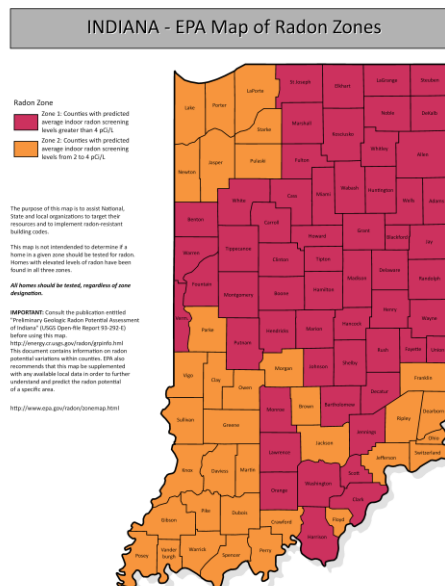 INDIANA - EPA Map of Radon Zones
Radon Zone
Zone 1: Counties with predicted
average indoor radon screening
levels greater than 4 pCi/L
Zone 2: Counties with predicted
average indoor radon screening
levels from 2 to 4 pCi/L
The purpose of this map is to assist National,
State and local organizations to target their
resources and to implement radon-resistant
building codes.
This map is not intended to determine if a
home in a given zone should be tested for radon.
Homes with elevated levels of radon have been
found in all three zones.
All homes should be tested, regardless of zone
designation.
IMPORTANT: Consult the publication entitled
"Preliminary Geologic Radon Potential Assessment
of Indiana" (USGS Open-file Report 93-292-E)
before using this map.
http://energy.cr.usgs.gov/radon/grpinfo.html
This document contains information on radon
potential variations within counties. EPA also
recommends that this map be supplemented
with any available local data in order to further
understand and predict the radon potential
of a specific area.
http://www.epa.gov/radon/zonemap.html
St Joseph
Elkhart
LaGrange
Steuben
LaPorte
Porter
Lake
Noble
DeKalb
Marshall
Kosciusko
Starke
Whitley
Allen
Jasper
Pulaski
Fulton
Newton
Wabash
Huntington
Miami
Cass
White
Wells
Adams
Benton
Carroll
Grant
Blackford
Jay
Howard
Warren
Tippecanoe
Clinton
Tipton
Delaware
Randolph
Madison
Fountain
Montgomery
Boone
Hamilton
Henry
Wayne
Parke
Hendricks
Marion
Hancock
Putnam
Rush
Fayette
Union
Vigo
Clay
Owen
Morgan
Johnson
Shelby
Franklin
Decatur
Monroe
Brown
Bartholomew
Sullivan
Greene
Ripley
Dearborn
Jennings
Ohio
Lawrence
Jackson
Jefferson
Switzerland
Knox
Daviess
Martin
Scott
Orange
Washington
Clark
Gibson
Pike
Dubois
Crawford
Floyd
Harrison
Posey
Vander
burgh
Warrick
Spencer
Perry